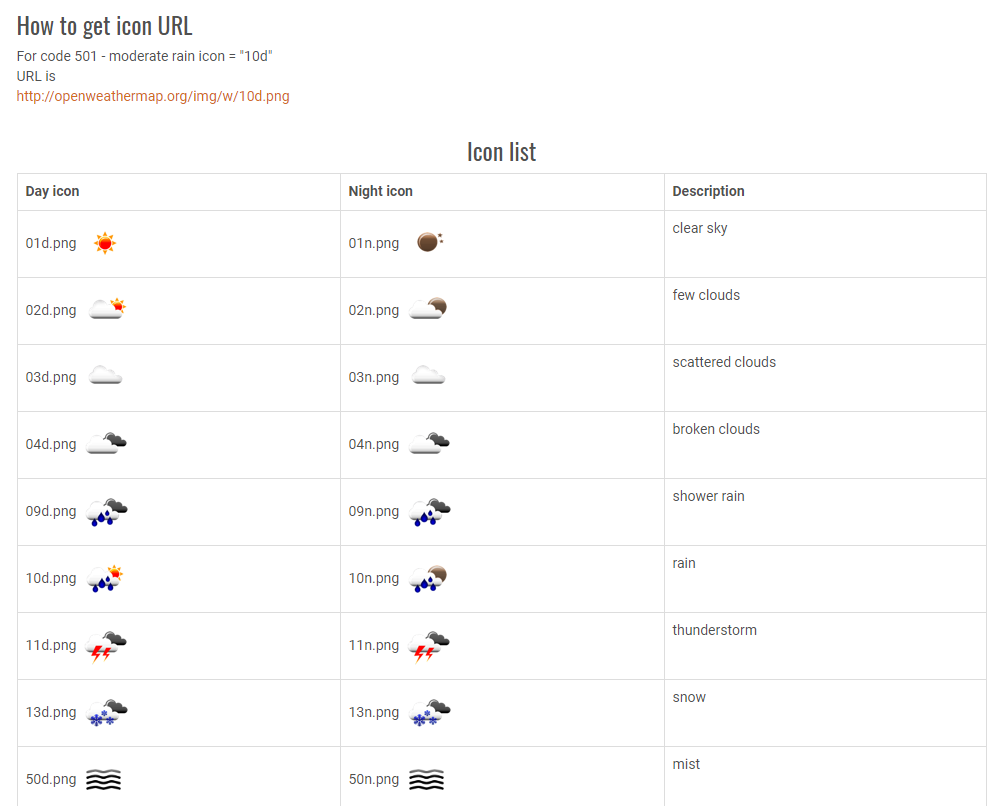 How to get icon URL
For code 501 - moderate rain icon = "10d"
URL is
http://openweathermap.org/img/w/10d.png
Icon list
Day icon Night icon Description
01d.png 01n.png clear sky
02d.png 02n.png few clouds
03d.png 03n.png scattered clouds
04d.png 04n.png broken clouds
09d.png 09n.png shower rain
10d.png 10n.png rain
11d.png 11n.png thunderstorm
13d.png 13n.png snow
50d.png 50n.png mist